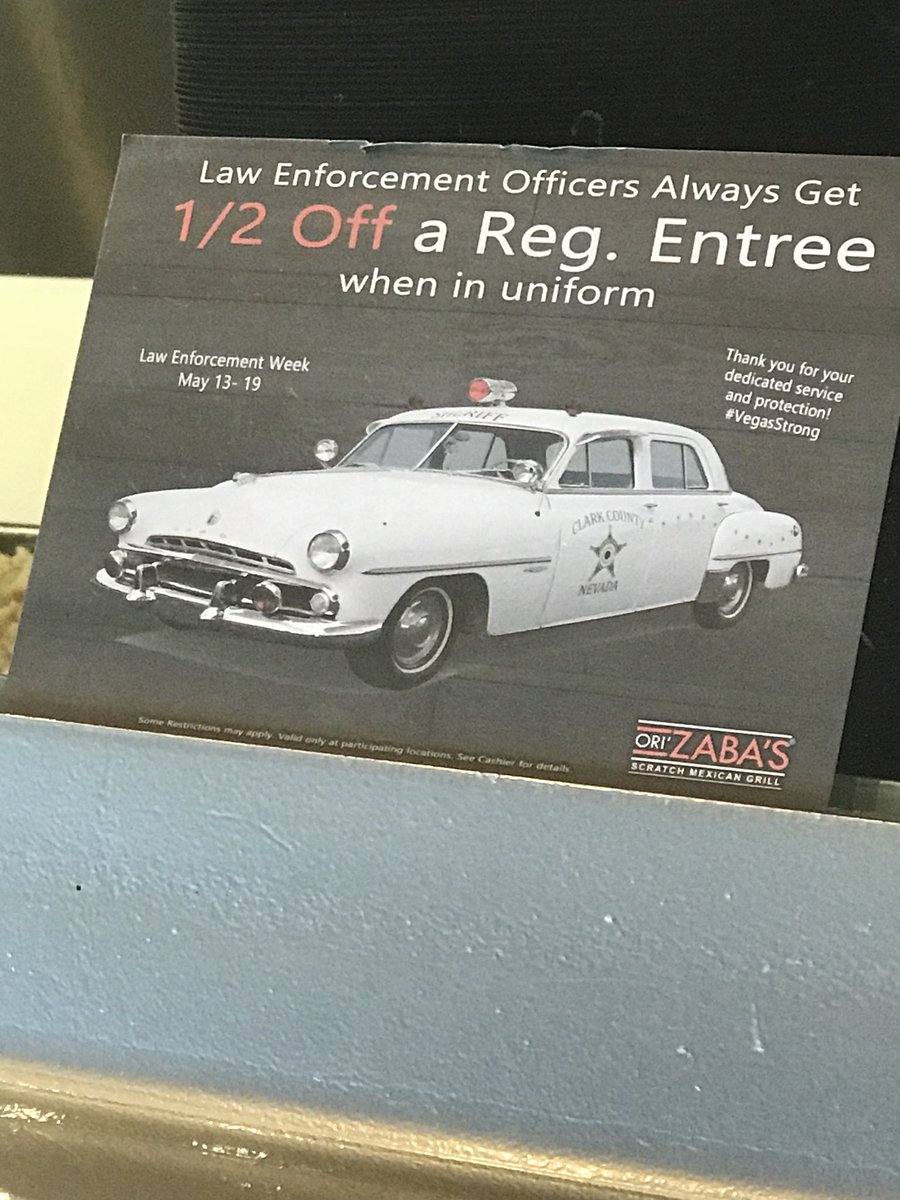 Law Enforcement Officers Always Get
1/2 Off a Reg. Entree
when in uniform
Law Enforcement Week
May 13- 19
Thank you for your
dedicated service
and protection!
#VegasStrong
SHERIFF
CLARK COUNTY
NEVADA
Some Restrictions may apply. Valid only at participating locations. See Cashier for details.
ORI' ZABA'S
SCRATCH MEXICAN GRILL